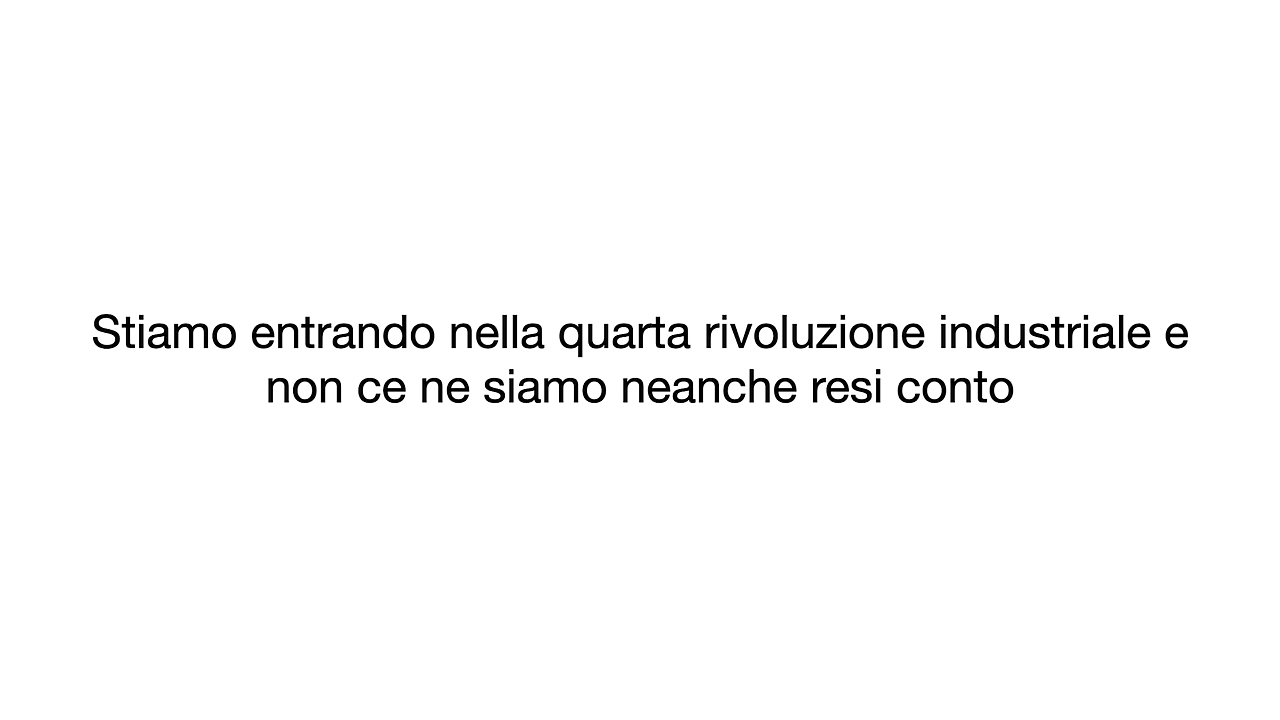 Stiamo entrando nella quarta rivoluzione industriale e
non ce ne siamo neanche resi conto